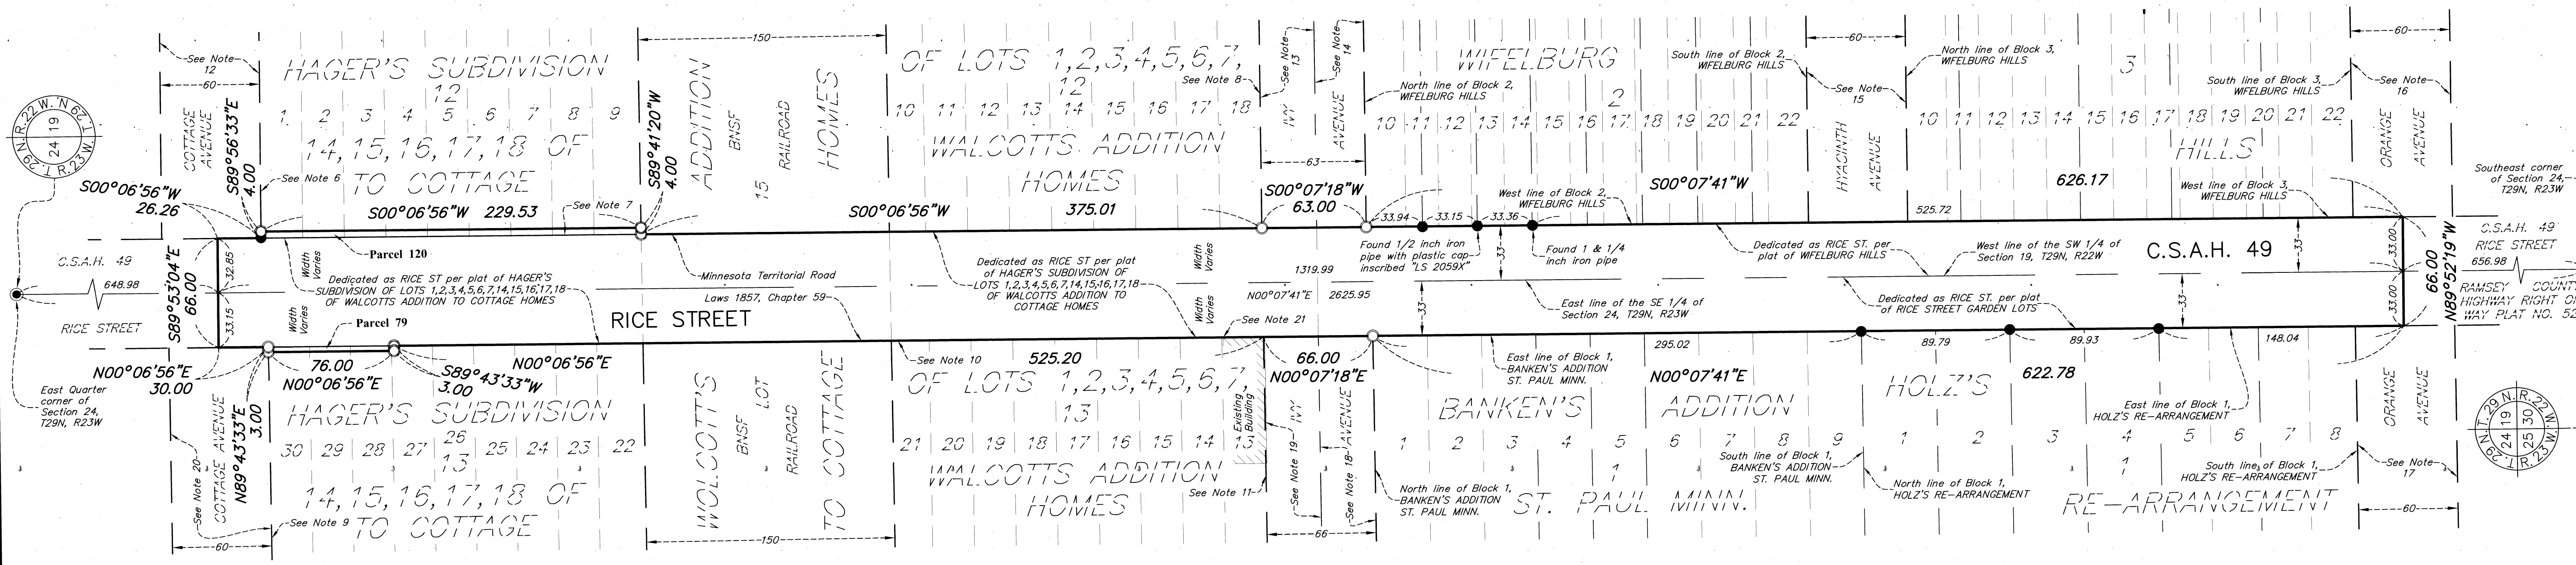 See Note
12
60
COTTAGE
AVENUE
S89°56'33"E
4.00
T. 29 N. R. 22 W.
24 19
T. 29 N. R. 23 W.
S00°06'56"W
26.26
HAGER'S SUBDIVISION
12
1 2 3 4 5 6 7 8 9
14,15,16,17,18 OF
TO COTTAGE
See Note 6
S00°06'56"W 229.53
See Note 7
S89°41'20"W
4.00
150
ADDITION
BNSF
15
RAILROAD
HOMES
OF LOTS 1,2,3,4,5,6,7,
12
See Note 8
10 11 12 13 14 15 16 17 18
WALCOTTS ADDITION
HOMES
S00°06'56"W
375.01
See Note
13
See Note
14
IVY
AVENUE
63
S00°07'18"W
63.00
North line of Block 2,
WIFELBURG HILLS
WIFELBURG
2
10 11 12 13 14 15 16 17 18 19 20 21 22
South line of Block 2,
WIFELBURG HILLS
33.94
33.15
33.36
West line of Block 2,
WIFELBURG HILLS
S00°07'41"W
60
See Note
15
HYACINTH
AVENUE
North line of Block 3,
WIFELBURG HILLS
3
10 11 12 13 14 15 16 17 18 19 20 21 22
HILLS
South line of Block 3,
WIFELBURG HILLS
626.17
525.72
West line of Block 3,
WIFELBURG HILLS
60
See Note
16
ORANGE
AVENUE
Southeast corner
of Section 24,
T29N, R23W
C.S.A.H. 49
648.98
RICE STREET
S89°53'04"E
66.00
32.85
33.15
Width
Varies
Width
Varies
Parcel 120
Dedicated as RICE ST per plat of HAGER'S
SUBDIVISION OF LOTS 1,2,3,4,5,6,7,14,15,16,17,18
OF WALCOTTS ADDITION TO COTTAGE HOMES
Parcel 79
RICE STREET
Minnesota Territorial Road
Laws 1857, Chapter 59
Dedicated as RICE ST per plat
of HAGER'S SUBDIVISION OF
LOTS 1,2,3,4,5,6,7,14,15,16,17,18
OF WALCOTTS ADDITION TO
COTTAGE HOMES
Width
Varies
Width
Varies
See Note 21
1319.99
N00°07'41"E 2625.95
Found 1/2 inch iron
pipe with plastic cap
inscribed "LS 2059X"
33
33
Found 1 & 1/4
inch iron pipe
East line of the SE 1/4 of
Section 24, T29N, R23W
Dedicated as RICE ST. per
plat of WIFELBURG HILLS
West line of the SW 1/4 of
Section 19, T29N, R22W
Dedicated as RICE ST. per plat
of RICE STREET GARDEN LOTS
C.S.A.H. 49
33
33
33.00
33.00
66.00
N89°52'19"W
C.S.A.H. 49
RICE STREET
656.98
RAMSEY COUNTY
HIGHWAY RIGHT OF
WAY PLAT NO. 52
East Quarter
corner of
Section 24,
T29N, R23W
N00°06'56"E
30.00
See Note 20
COTTAGE AVENUE
N89°43'33"E
3.00
60
See Note 9
76.00
N00°06'56"E
S89°43'33"W
3.00
N00°06'56"E
HAGER'S SUBDIVISION
30 29 28 27 26 25 24 23 22
13
14,15,16,17,18 OF
TO COTTAGE
WOLCOTT'S
BNSF
LOT
RAILROAD
TO COTTAGE
150
See Note 10
525.20
OF LOTS 1,2,3,4,5,6,7,
13
21 20 19 18 17 16 15 14 13
WALCOTTS ADDITION
HOMES
See Note 11
Existing
Building
66.00
N00°07'18"E
IVY
AVENUE
See Note 19
See Note 18
66
East line of Block 1,
BANKEN'S ADDITION
ST. PAUL MINN.
295.02
N00°07'41"E
BANKEN'S ADDITION
1 2 3 4 5 6 7 8 9
1
North line of Block 1,
BANKEN'S ADDITION
ST. PAUL MINN.
ST. PAUL MINN.
South line of Block 1,
BANKEN'S ADDITION
ST. PAUL MINN.
89.79
89.93
148.04
HOLZ'S
622.78
East line of Block 1,
HOLZ'S RE-ARRANGEMENT
1 2 3 4 5 6 7 8
1
North line of Block 1,
HOLZ'S RE-ARRANGEMENT
South line of Block 1,
HOLZ'S RE-ARRANGEMENT
RE-ARRANGEMENT
ORANGE
AVENUE
See Note
17
60
T. 29 N. R. 22 W.
24 19
25 30
T. 29 N. R. 23 W.